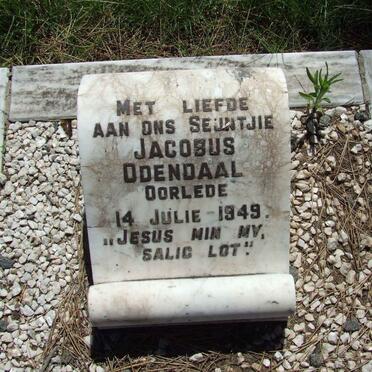 MET LIEFDE
AAN ONS SEUNTJIE
JACOBUS
ODENDAAL
OORLEDE
14 JULIE 1949.
„JESUS MIN MY,
SALIG LOT".